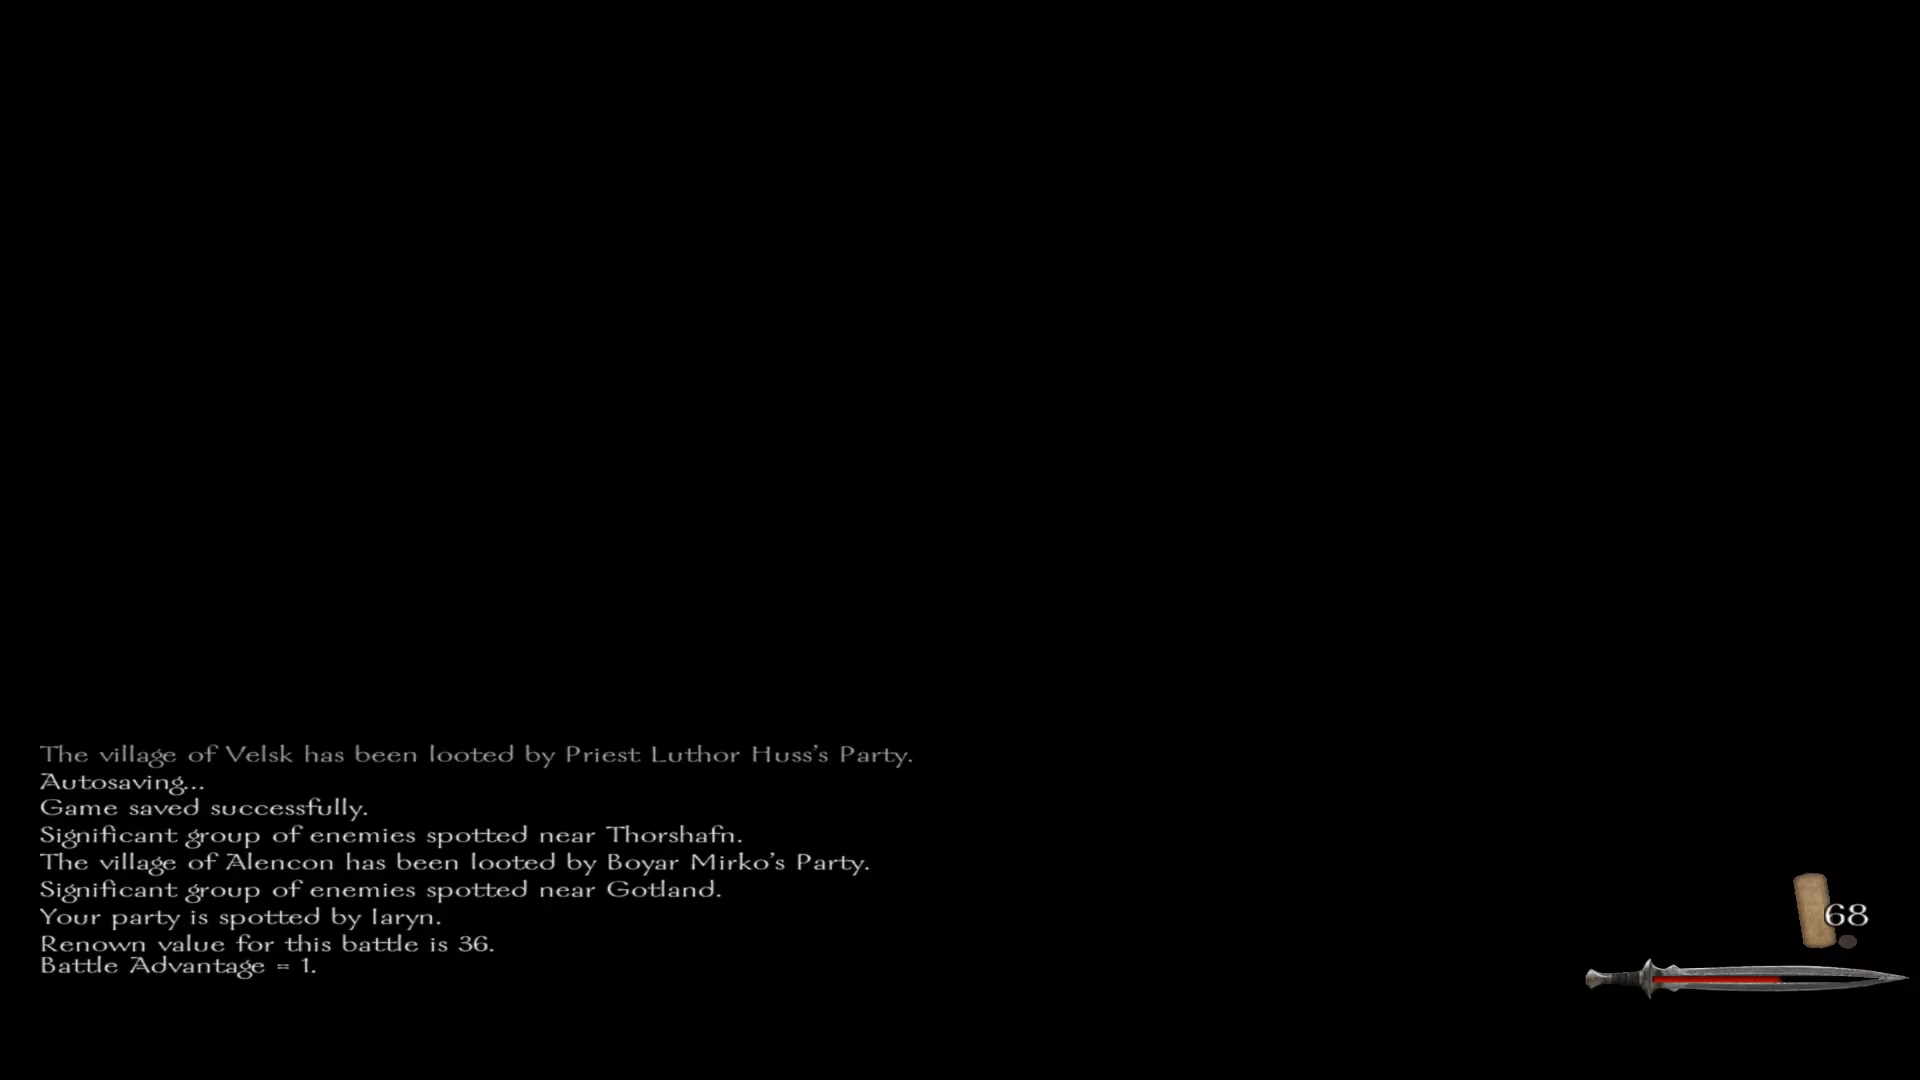 The village of Velsk has been looted by Priest Luthor Huss's Party.
Autosaving...
Game saved successfully.
Significant group of enemies spotted near Thorshafn.
The village of Alencon has been looted by Boyar Mirko's Party.
Significant group of enemies spotted near Gotland.
Your party is spotted by Iaryn.
Renown value for this battle is 36.
Battle Advantage = 1.
68